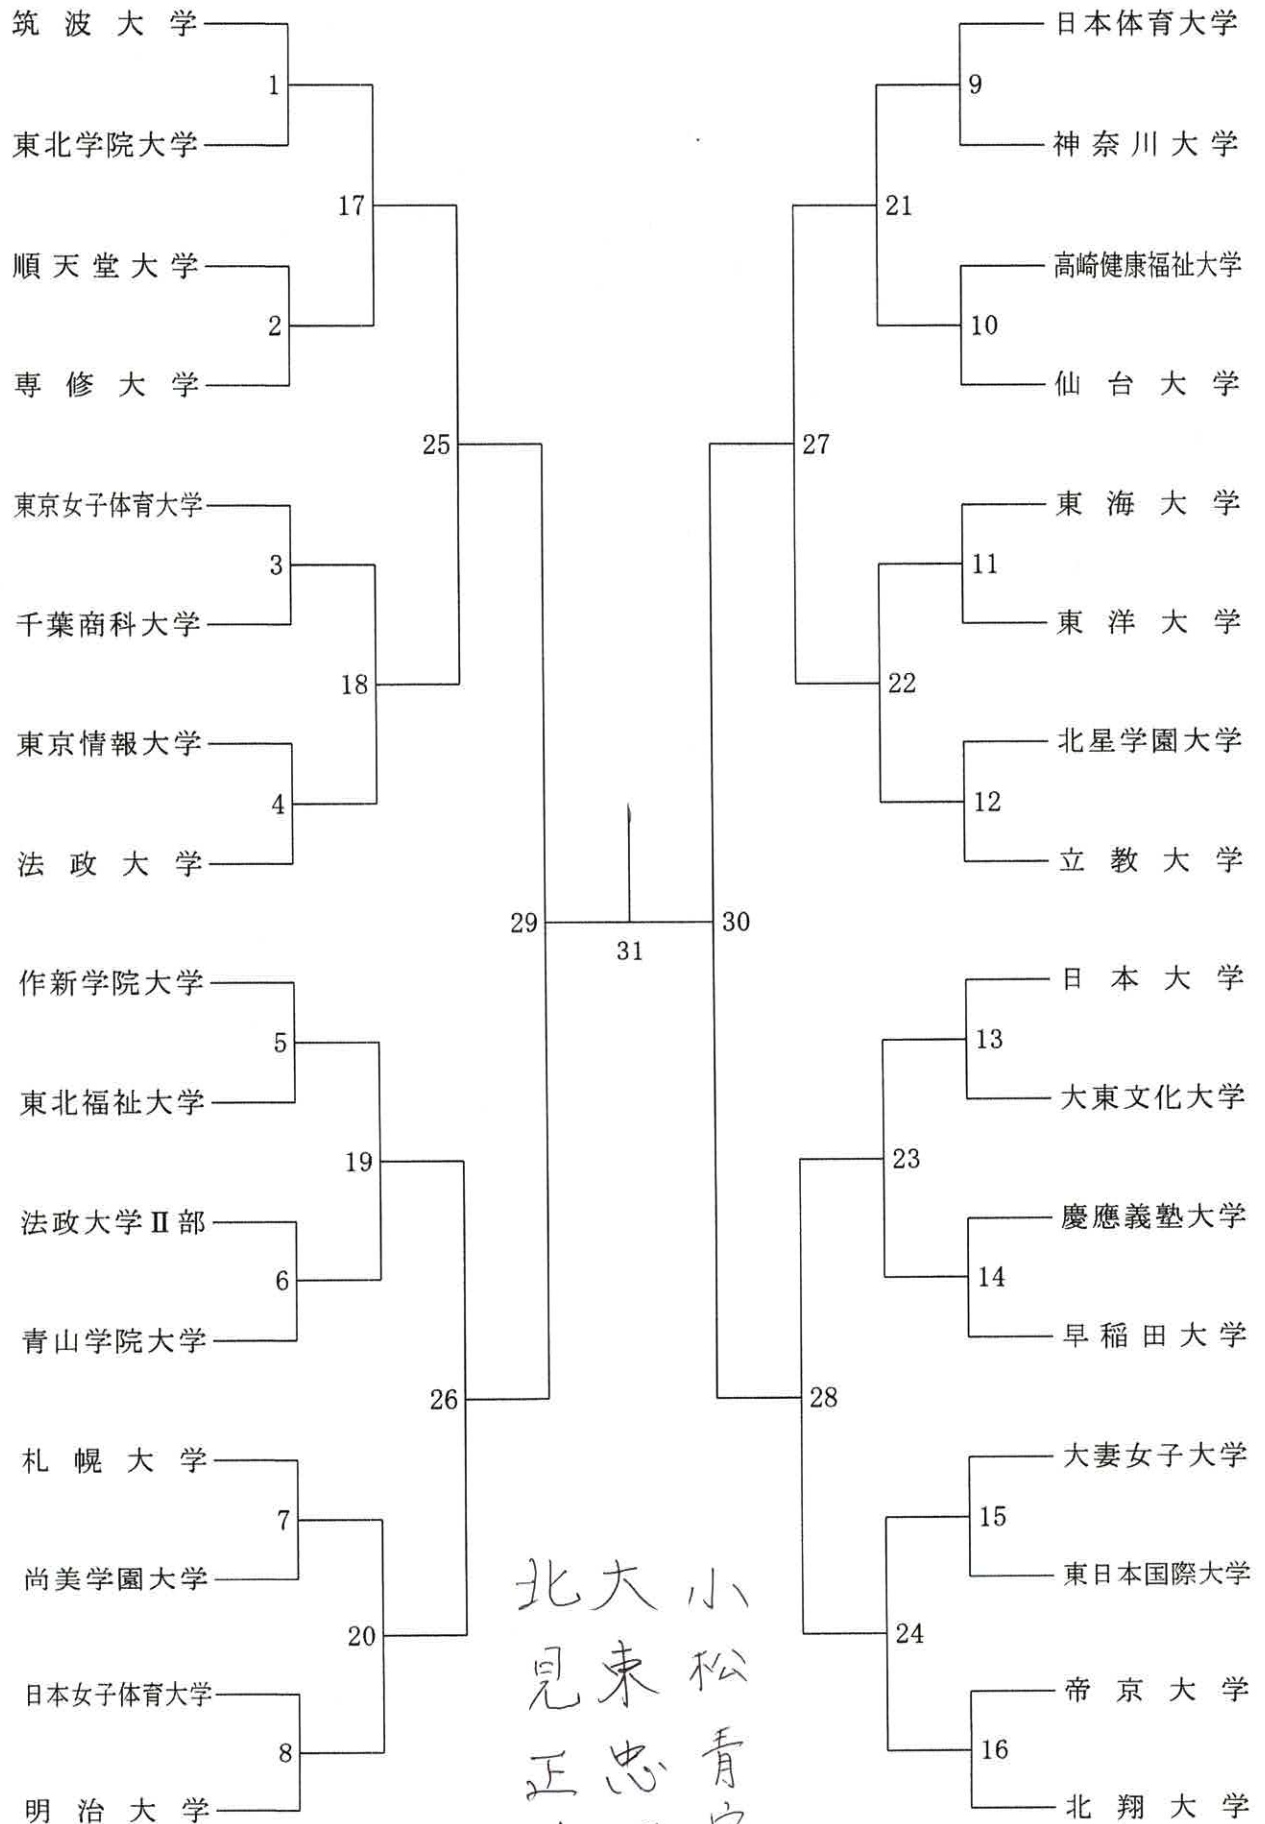 筑波大学
1
東北学院大学
17
順天堂大学
2
専修大学
25
東京女子体育大学
3
千葉商科大学
18
東京情報大学
4
法政大学
29
作新学院大学
5
東北福祉大学
19
法政大学Ⅱ部
6
青山学院大学
26
札幌大学
7
尚美学園大学
20
日本女子体育大学
8
明治大学
31
日本体育大学
9
神奈川大学
21
高崎健康福祉大学
10
仙台大学
27
東海大学
11
東洋大学
22
北星学園大学
12
立教大学
30
日本大学
13
大東文化大学
23
慶應義塾大学
14
早稲田大学
28
大妻女子大学
15
東日本国際大学
24
帝京大学
16
北翔大学
小松青
大東忠
北見正